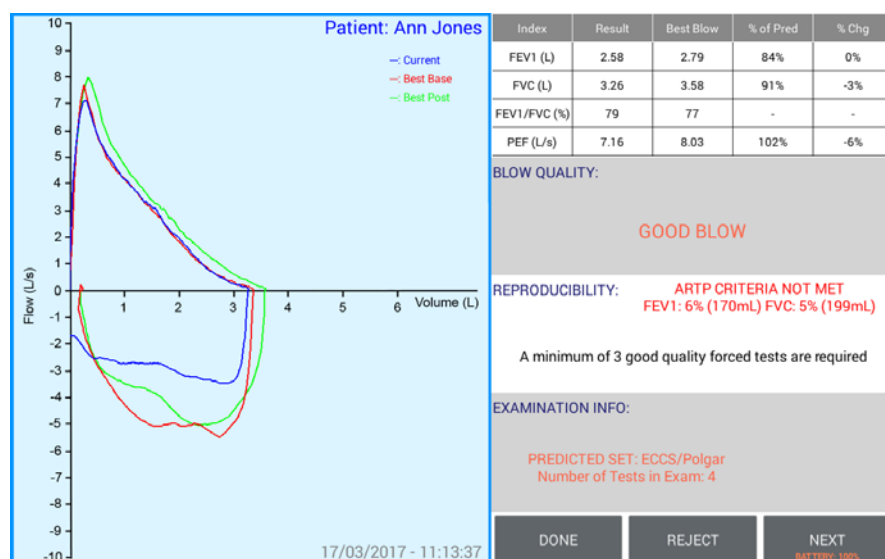 Patient: Ann Jones
—: Current
—: Best Base
—: Best Post
10
9
8
7
6
5
4
3
2
1
0
-1
-2
-3
-4
-5
-6
-7
-8
-9
-10
Flow (L/s)
1 2 3 4 5 6
Volume (L)
17/03/2017 - 11:13:37
Index Result Best Blow % of Pred % Chg
FEV1 (L) 2.58 2.79 84% 0%
FVC (L) 3.26 3.58 91% -3%
FEV1/FVC (%) 79 77 - -
PEF (L/s) 7.16 8.03 102% -6%
BLOW QUALITY:
GOOD BLOW
REPRODUCIBILITY: ARTP CRITERIA NOT MET
FEV1: 6% (170mL) FVC: 5% (199mL)
A minimum of 3 good quality forced tests are required
EXAMINATION INFO:
PREDICTED SET: ECCS/Polgar
Number of Tests in Exam: 4
DONE REJECT NEXT
BATTERY: 100%